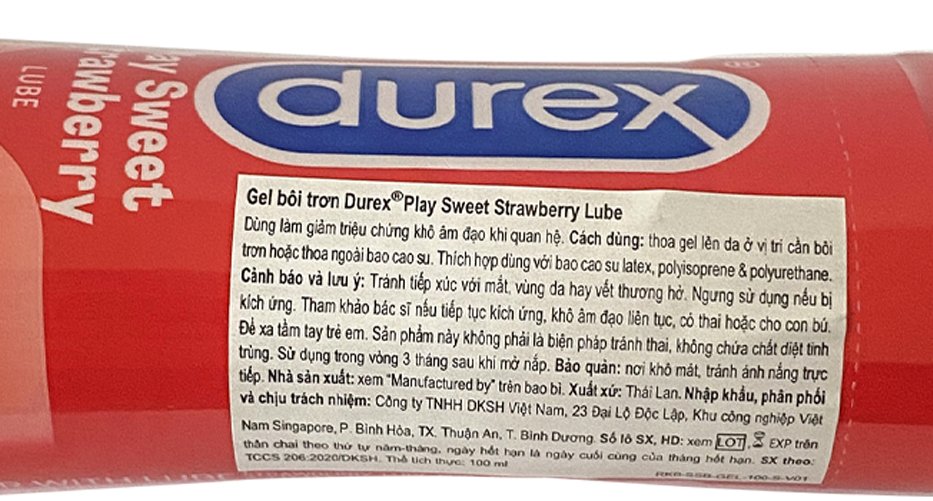 durex
®
ay Sweet
rawberry
LUBE
Gel bôi trơn Durex®Play Sweet Strawberry Lube
Dùng làm giảm triệu chứng khô âm đạo khi quan hệ. Cách dùng: thoa gel lên da ở vị trí cần bôi
trơn hoặc thoa ngoài bao cao su. Thích hợp dùng với bao cao su latex, polyisoprene & polyurethane.
Cảnh báo và lưu ý: Tránh tiếp xúc với mắt, vùng da hay vết thương hở. Ngưng sử dụng nếu bị
kích ứng. Tham khảo bác sĩ nếu tiếp tục kích ứng, khô âm đạo liên tục, có thai hoặc cho con bú.
Để xa tầm tay trẻ em. Sản phẩm này không phải là biện pháp tránh thai, không chứa chất diệt tinh
trùng. Sử dụng trong vòng 3 tháng sau khi mở nắp. Bảo quản: nơi khô mát, tránh ánh nắng trực
tiếp. Nhà sản xuất: xem "Manufactured by" trên bao bì. Xuất xứ: Thái Lan. Nhập khẩu, phân phối
và chịu trách nhiệm: Công ty TNHH DKSH Việt Nam, 23 Đại Lộ Độc Lập, Khu công nghiệp Việt
Nam Singapore, P. Bình Hòa, TX. Thuận An, T. Bình Dương. Số lô SX, HD: xem LOT, ⌛ EXP trên
thân chai theo thứ tự năm-tháng, ngày hết hạn là ngày cuối cùng của tháng hết hạn. SX theo:
TCCS 206:2020/DKSH. Thể tích thực: 100 ml
RKB-SSB-GEL-100-S-V01
WITH